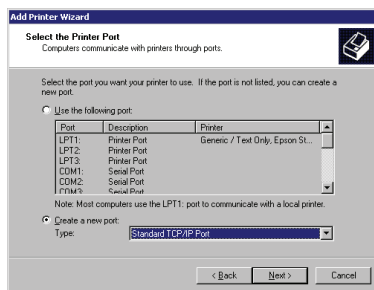 Add Printer Wizard
Select the Printer Port
Computers communicate with printers through ports.
Select the port you want your printer to use. If the port is not listed, you can create a
new port.
Use the following port:
Port Description Printer
LPT1: Printer Port Generic / Text Only, Epson St...
LPT2: Printer Port
LPT3: Printer Port
COM1: Serial Port
COM2: Serial Port
COM3: Serial Port
Note: Most computers use the LPT1: port to communicate with a local printer.
Create a new port:
Type: Standard TCP/IP Port
< Back Next > Cancel